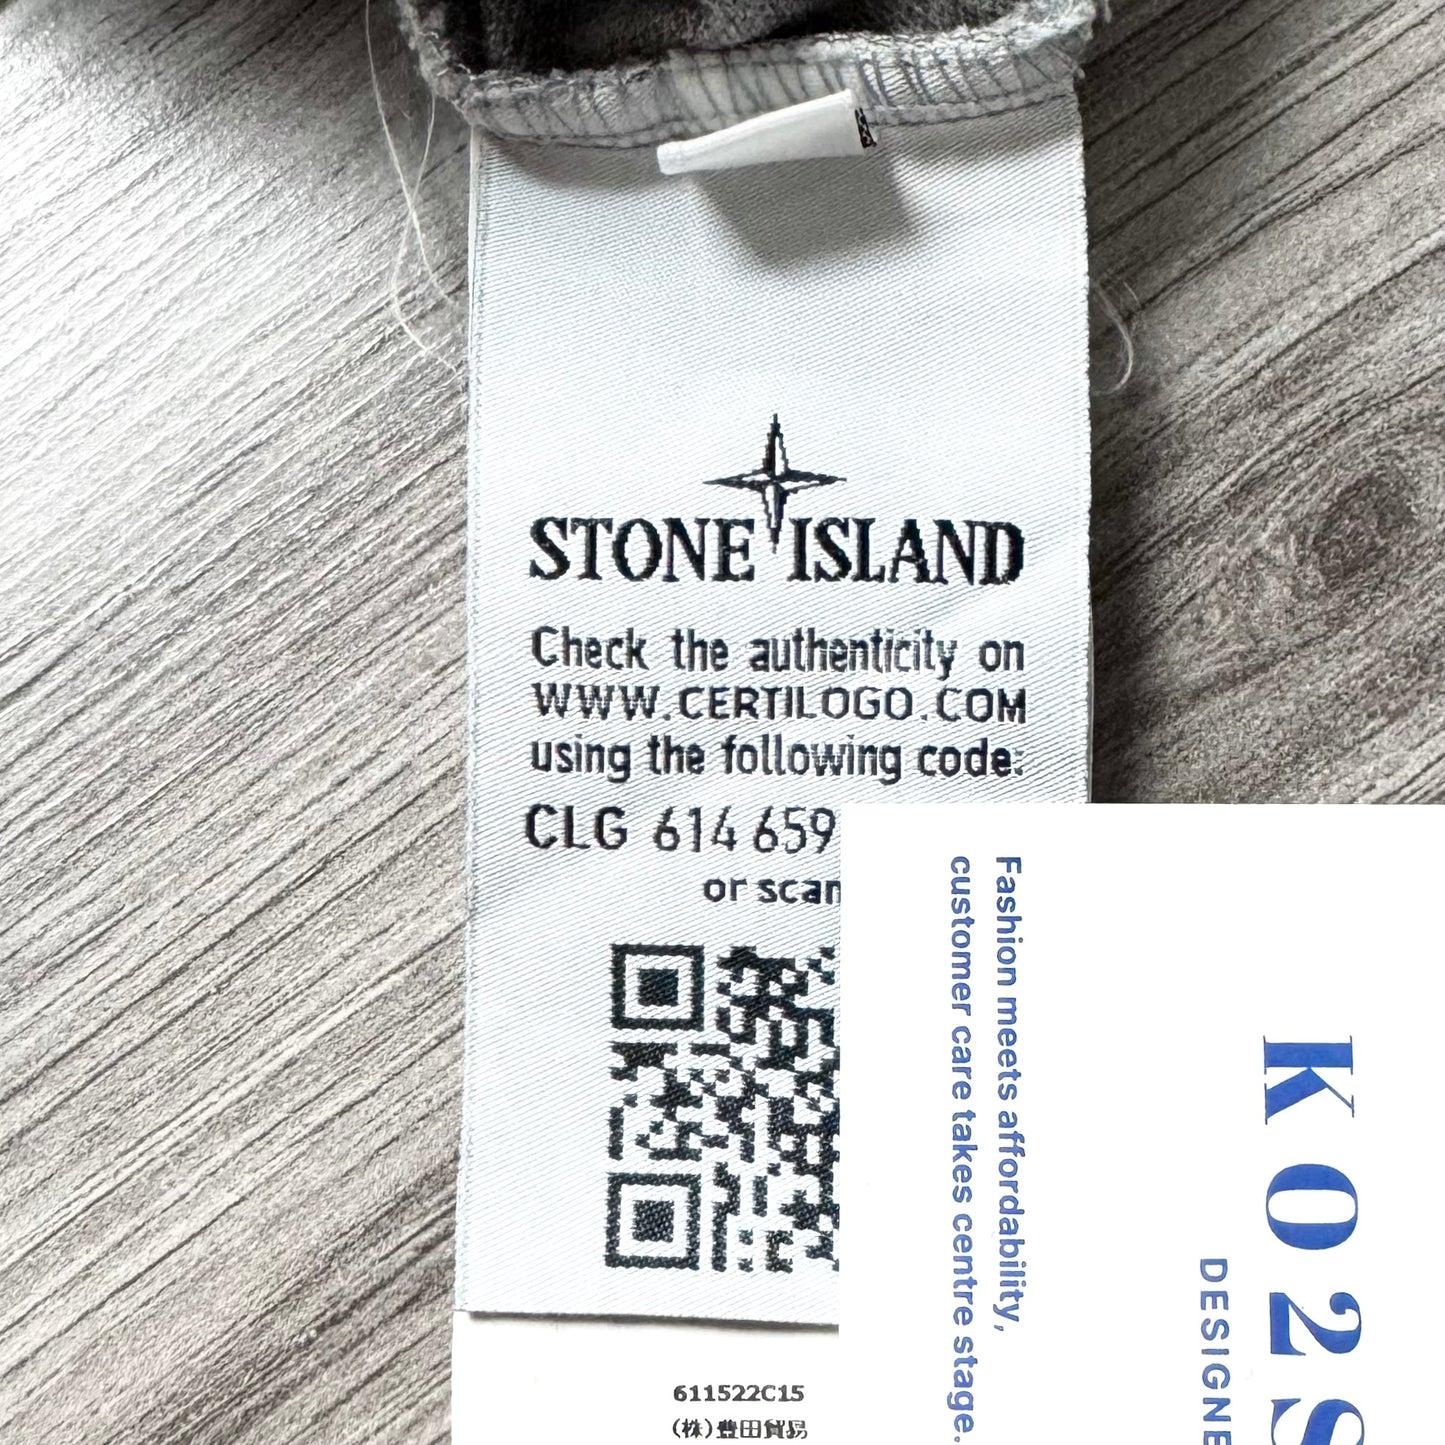 STONE ISLAND
Check the authenticity on
WWW.CERTILOGO.COM
using the following code:
CLG 614 659
or scan
611522C15
(株)豊田貿易
Fashion meets affordability,
customer care takes centre stage.
KO2S
DESIGNE